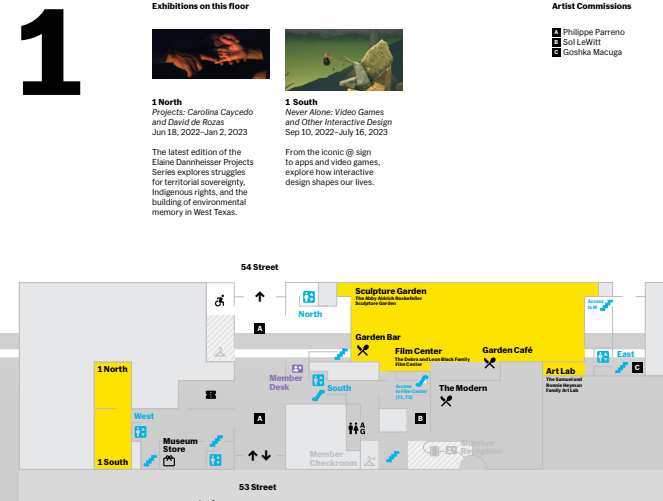 1
Exhibitions on this floor
1 North
Projects: Carolina Caycedo
and David de Rozas
Jun 18, 2022–Jan 2, 2023
The latest edition of the
Elaine Dannheisser Projects
Series explores struggles
for territorial sovereignty,
Indigenous rights, and the
building of environmental
memory in West Texas.
1 South
Never Alone: Video Games
and Other Interactive Design
Sep 10, 2022–July 16, 2023
From the iconic @ sign
to apps and video games,
explore how interactive
design shapes our lives.
Artist Commissions
A Philippe Parreno
B Sol LeWitt
C Goshka Macuga
54 Street
Sculpture Garden
The Abby Aldrich Rockefeller
Sculpture Garden
North
A
Access
Garden Bar
Film Center
The Debra and Leon Black Family
Film Center
Garden Café
East
C
1 North
Member
Desk
South
Access
to Film Center
(T1, T2)
The Modern
Art Lab
The Samuel and
Ronnie Heyman
Family Art Lab
West
A
B
A
G
Museum
Store
Member
Checkroom
Member
Reception
1 South
53 Street